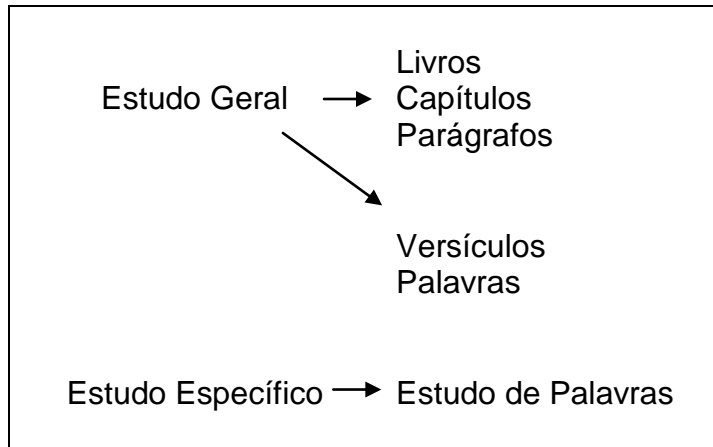 Livros
Estudo Geral Capítulos
Parágrafos
Versículos
Palavras
Estudo Específico Estudo de Palavras